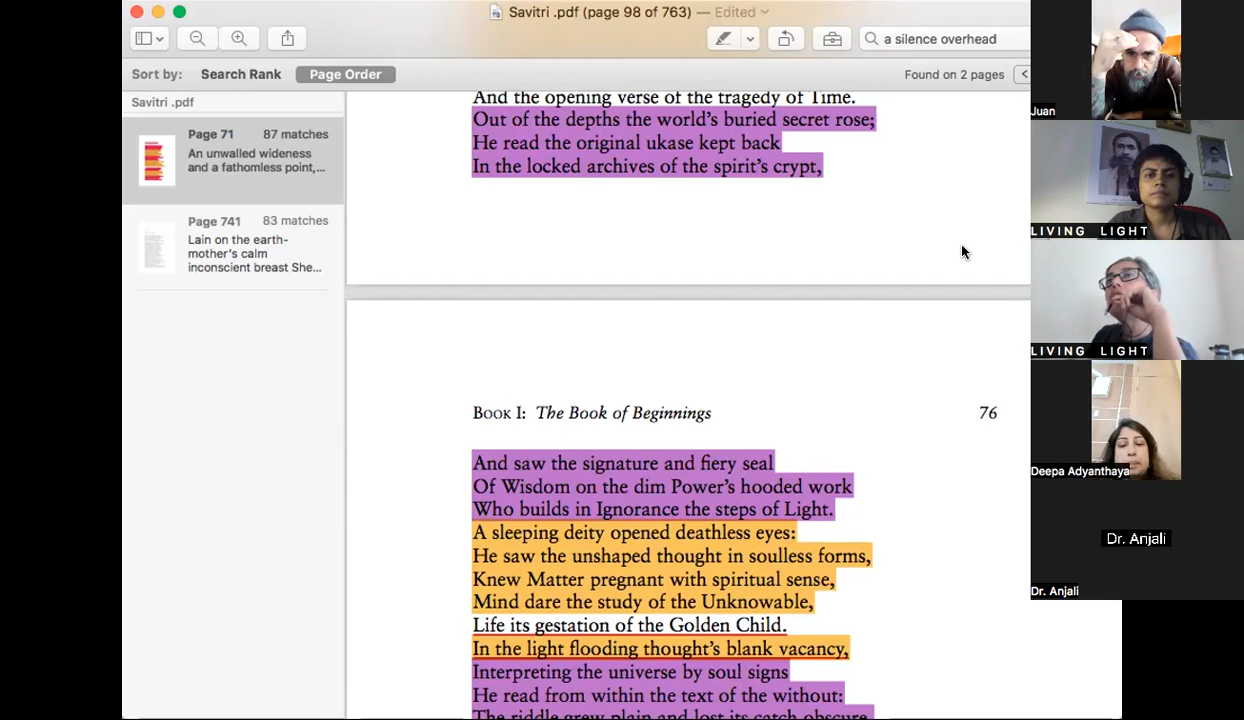 Savitri .pdf (page 98 of 763) — Edited
a silence overhead
Sort by: Search Rank Page Order Found on 2 pages
Savitri .pdf
Page 71 87 matches
An unwalled wideness
and a fathomless point,...
Page 741 83 matches
Lain on the earth-
mother's calm
inconscient breast She...
And the opening verse of the tragedy of Time.
Out of the depths the world's buried secret rose;
He read the original ukase kept back
In the locked archives of the spirit's crypt,
BOOK I: The Book of Beginnings 76
And saw the signature and fiery seal
Of Wisdom on the dim Power's hooded work
Who builds in Ignorance the steps of Light.
A sleeping deity opened deathless eyes:
He saw the unshaped thought in soulless forms,
Knew Matter pregnant with spiritual sense,
Mind dare the study of the Unknowable,
Life its gestation of the Golden Child.
In the light flooding thought's blank vacancy,
Interpreting the universe by soul signs
He read from within the text of the without:
The riddle grew plain and lost its catch obscure.
Juan
LIVING LIGHT
LIVING LIGHT
Deepa Adyanthaya
Dr. Anjali
Dr. Anjali